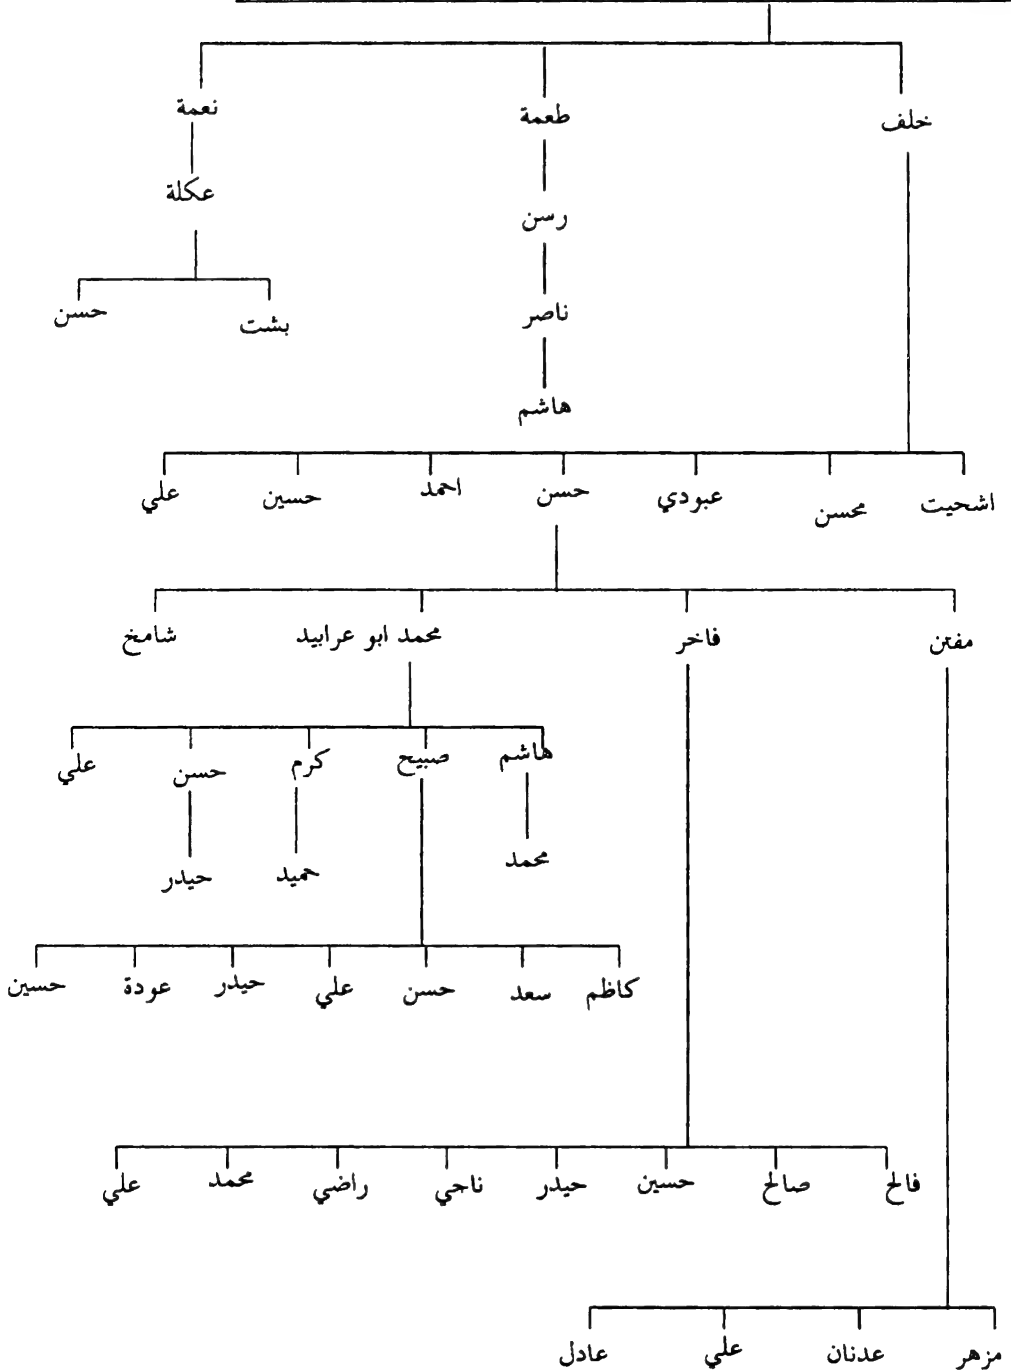 خلف طعمة نعمة
عكلة
رسن
بشت حسن
ناصر
هاشم
اشحيت محسن عبودي حسن احمد حسين علي
مفتن فاخر محمد ابو عرابيد شامخ
هاشم صبيح كرم حسن علي
محمد حميد حيدر
كاظم سعد حسن علي حيدر عودة حسين
فالح صالح حسين حيدر ناجي راضي محمد علي
مزهر عدنان علي عادل